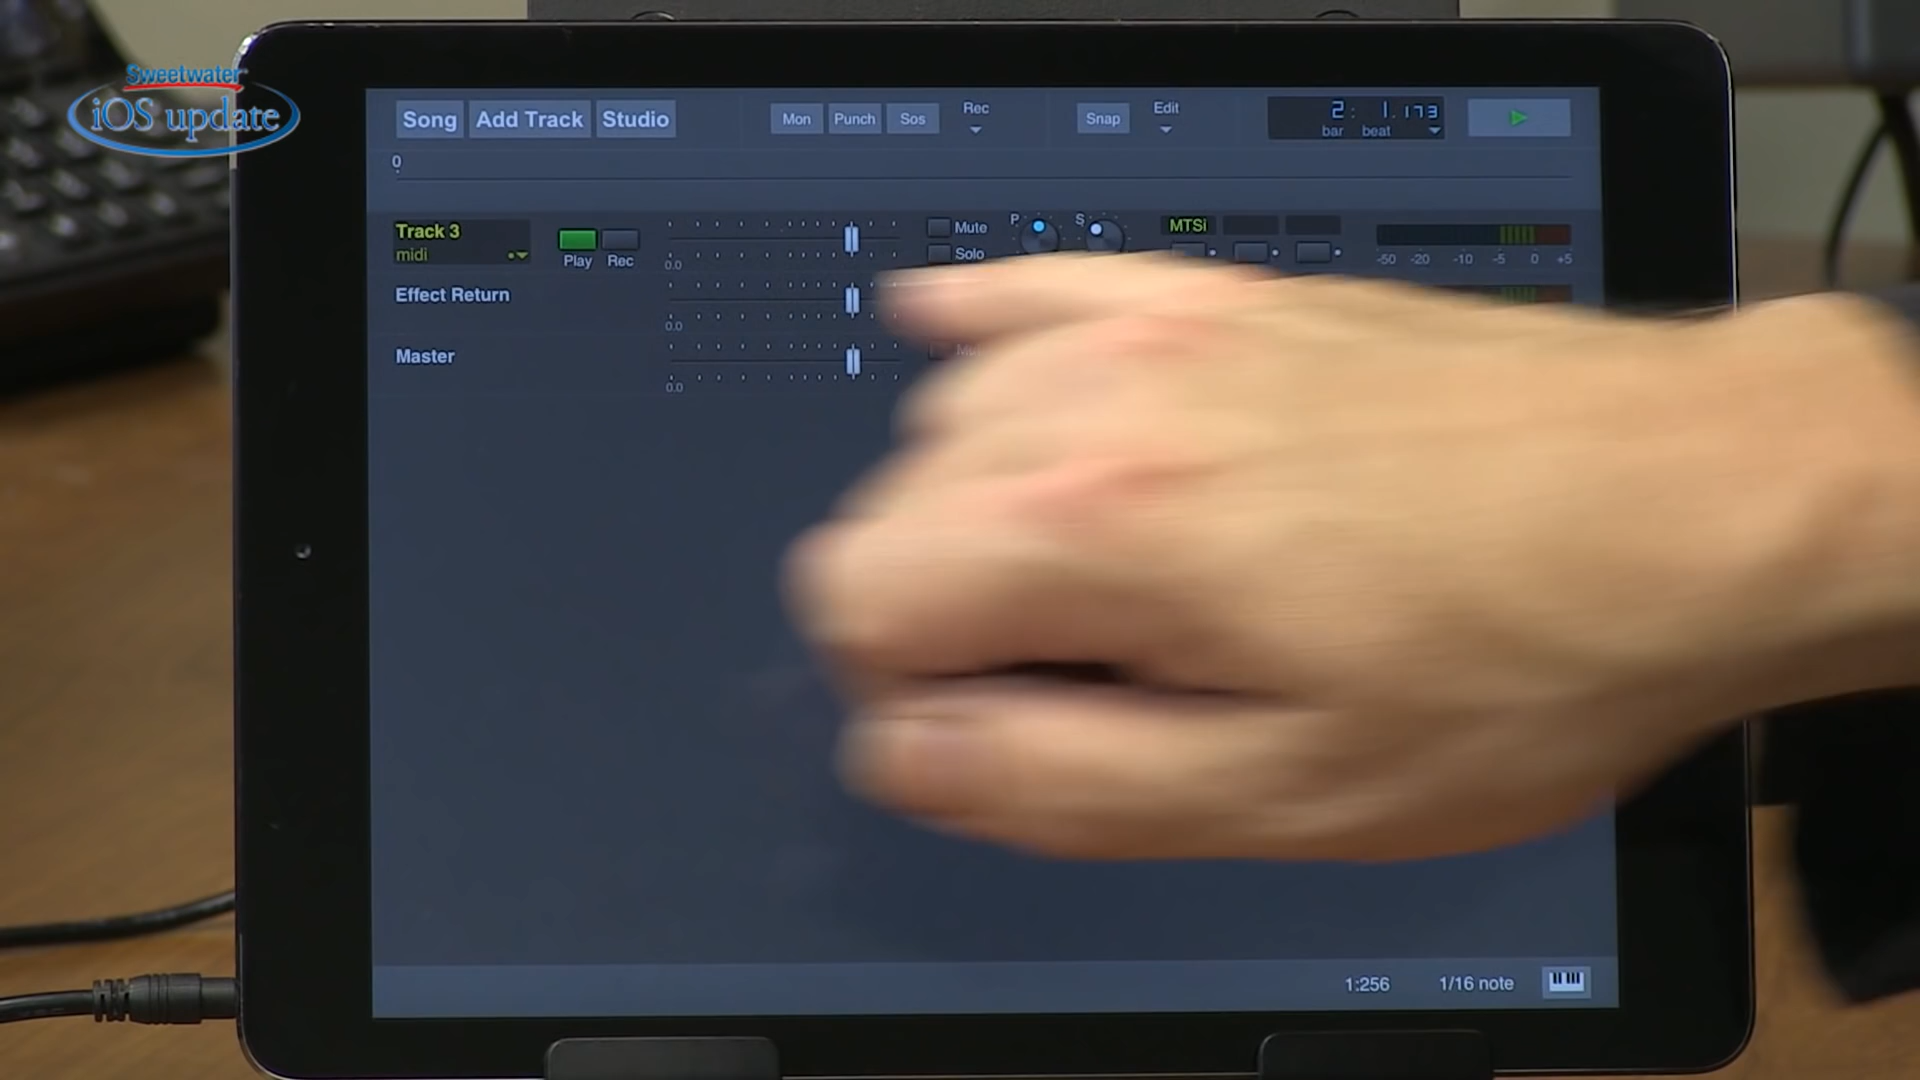 Sweetwater
iOS update
Song
Add Track
Studio
Mon
Punch
Sos
Rec
Snap
Edit
2: 1.173
bar beat
0
Track 3
midi
Play
Rec
0.0
Mute
Solo
P
S
MTSi
-50 -20 -10 -5 0 +5
Effect Return
0.0
Master
0.0
1:256
1/16 note